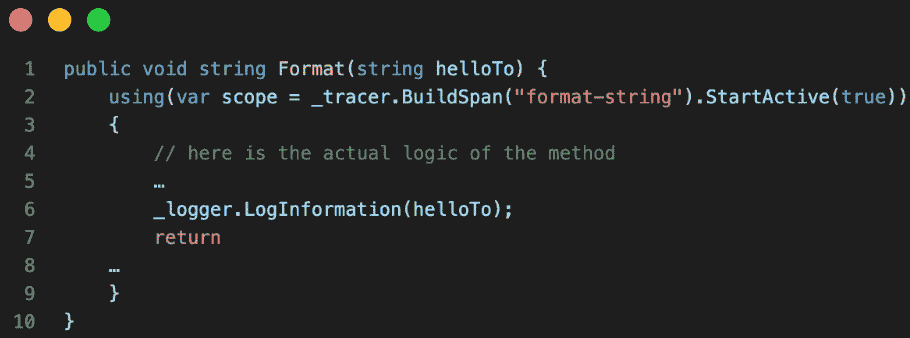 1 public void string Format(string helloTo) {
2 using(var scope = _tracer.BuildSpan("format-string").StartActive(true))
3 {
4 // here is the actual logic of the method
5 …
6 _logger.LogInformation(helloTo);
7 return
8 …
9 }
10 }